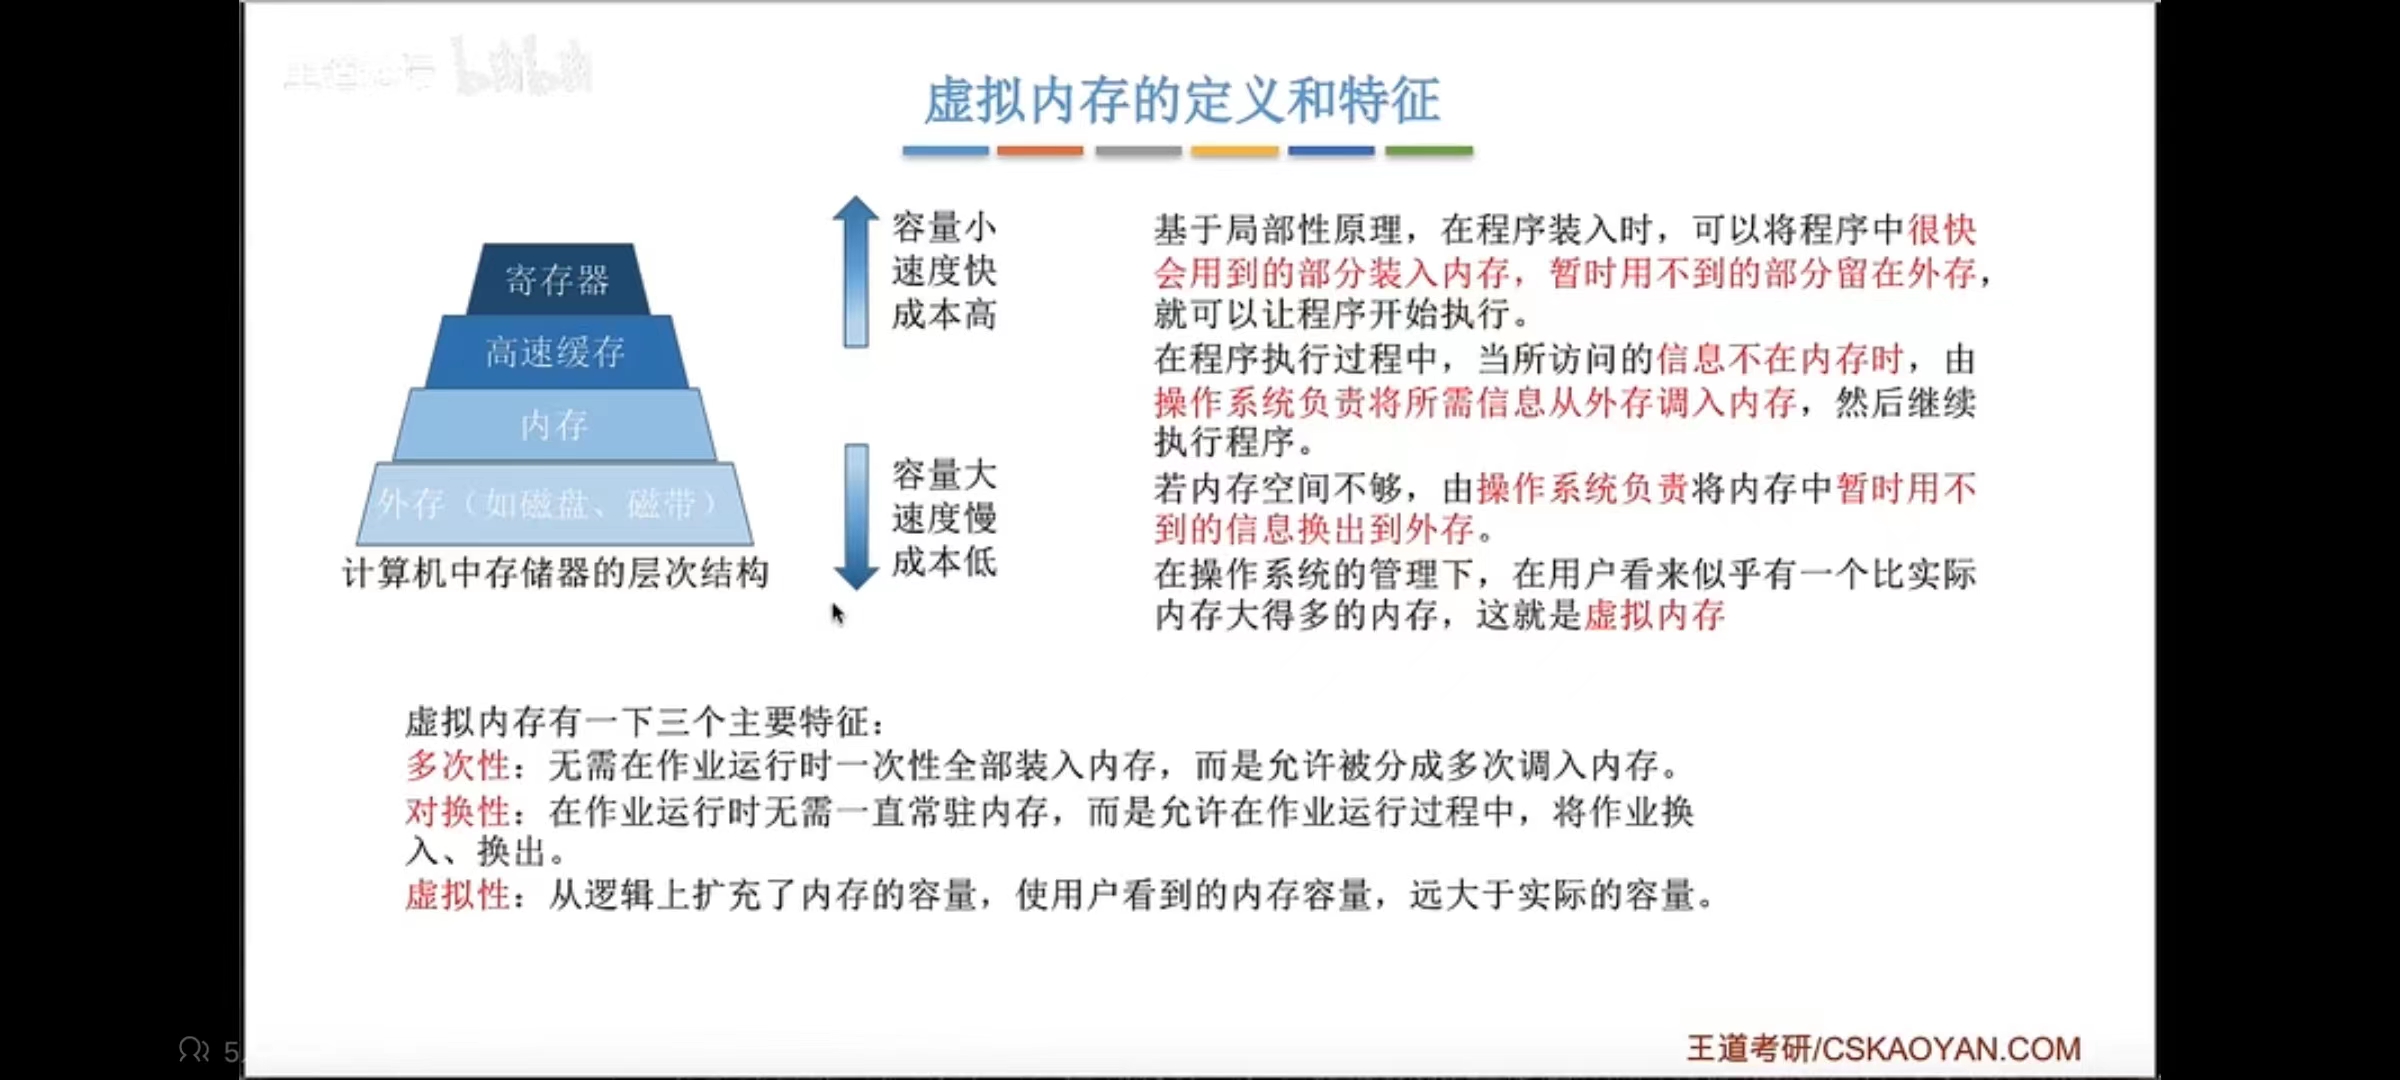 虚拟内存的定义和特征
寄存器
高速缓存
内存
外存（如磁盘、磁带）
计算机中存储器的层次结构
容量小
速度快
成本高
容量大
速度慢
成本低
基于局部性原理，在程序装入时，可以将程序中很快
会用到的部分装入内存，暂时用不到的部分留在外存，
就可以让程序开始执行。
在程序执行过程中，当所访问的信息不在内存时，由
操作系统负责将所需信息从外存调入内存，然后继续
执行程序。
若内存空间不够，由操作系统负责将内存中暂时用不
到的信息换出到外存。
在操作系统的管理下，在用户看来似乎有一个比实际
内存大得多的内存，这就是虚拟内存
虚拟内存有一下三个主要特征：
多次性：无需在作业运行时一次性全部装入内存，而是允许被分成多次调入内存。
对换性：在作业运行时无需一直常驻内存，而是允许在作业运行过程中，将作业换
入、换出。
虚拟性：从逻辑上扩充了内存的容量，使用户看到的内存容量，远大于实际的容量。
王道考研/CSKAOYAN.COM